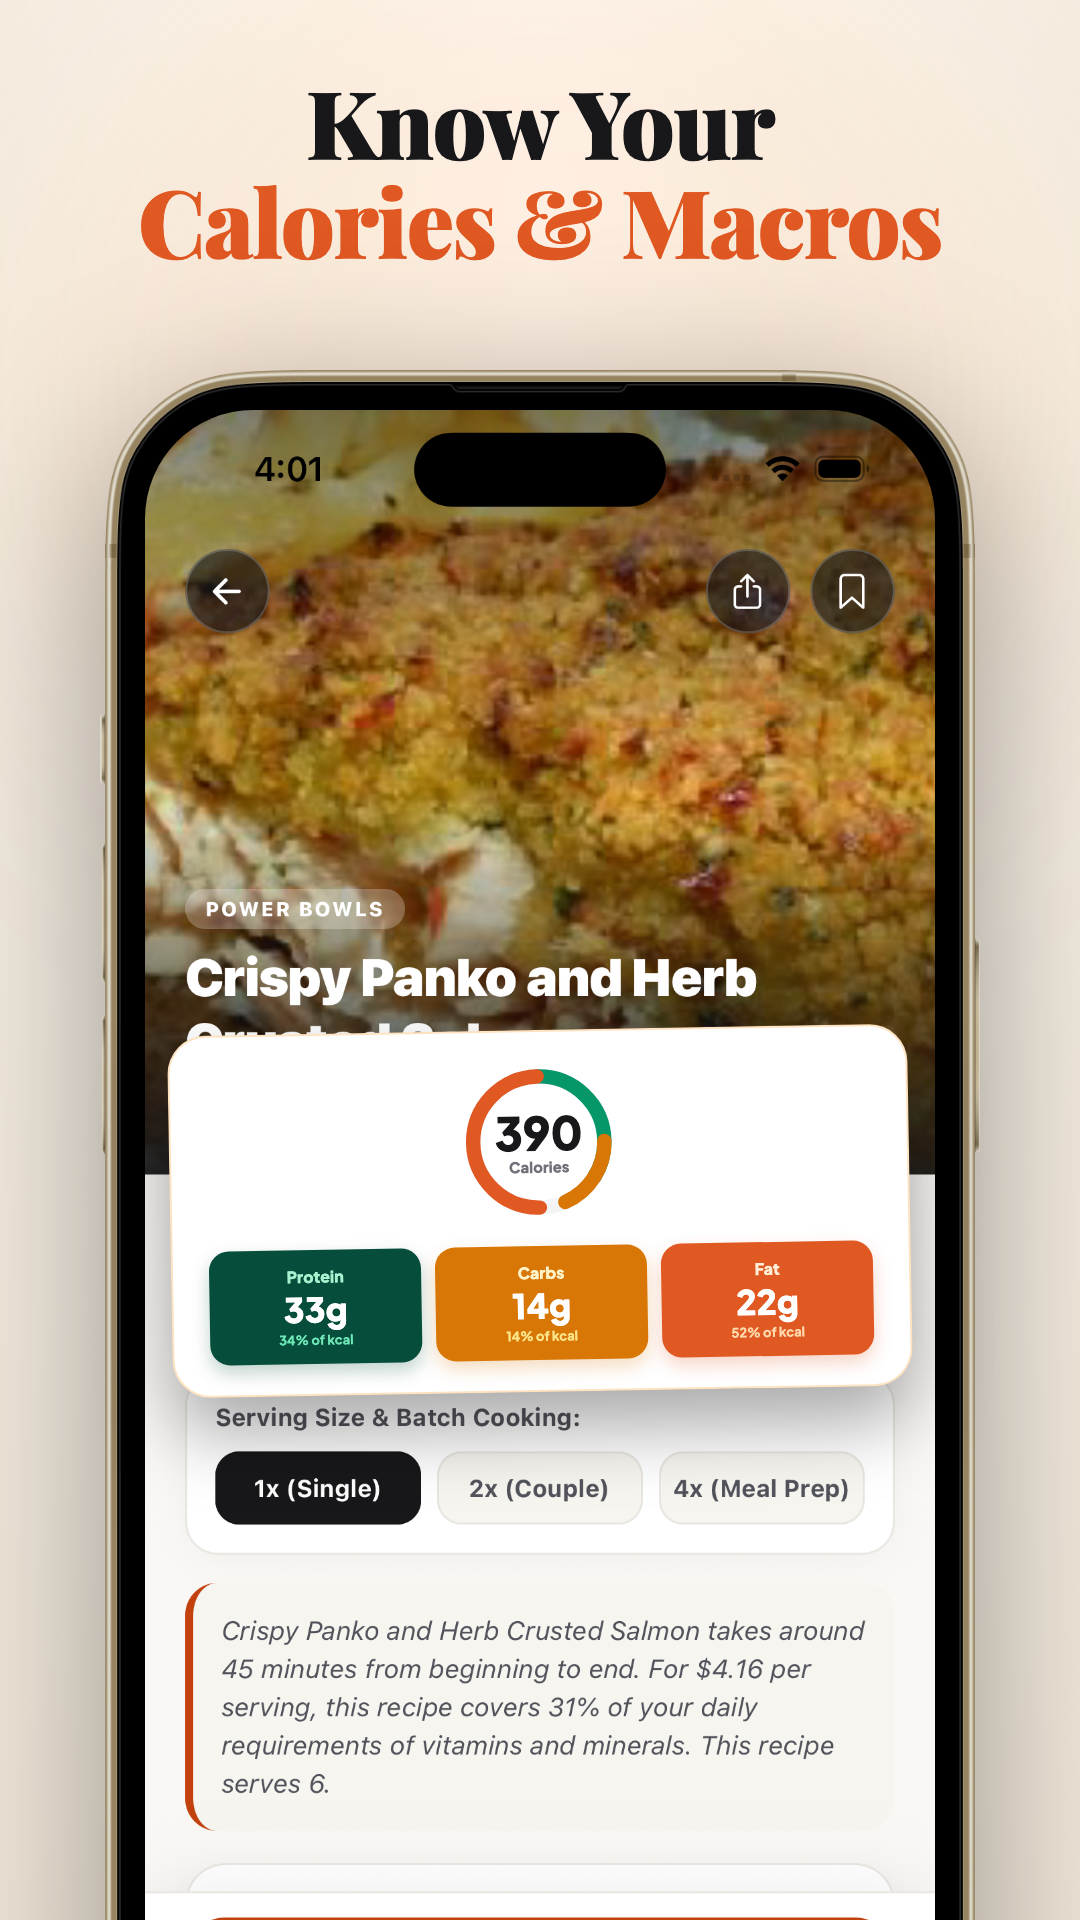 Know Your
Calories & Macros
4:01
POWER BOWLS
Crispy Panko and Herb
390
Calories
Protein
33g
34% of kcal
Carbs
14g
14% of kcal
Fat
22g
52% of kcal
Serving Size & Batch Cooking:
1x (Single)
2x (Couple)
4x (Meal Prep)
Crispy Panko and Herb Crusted Salmon takes around
45 minutes from beginning to end. For $4.16 per
serving, this recipe covers 31% of your daily
requirements of vitamins and minerals. This recipe
serves 6.